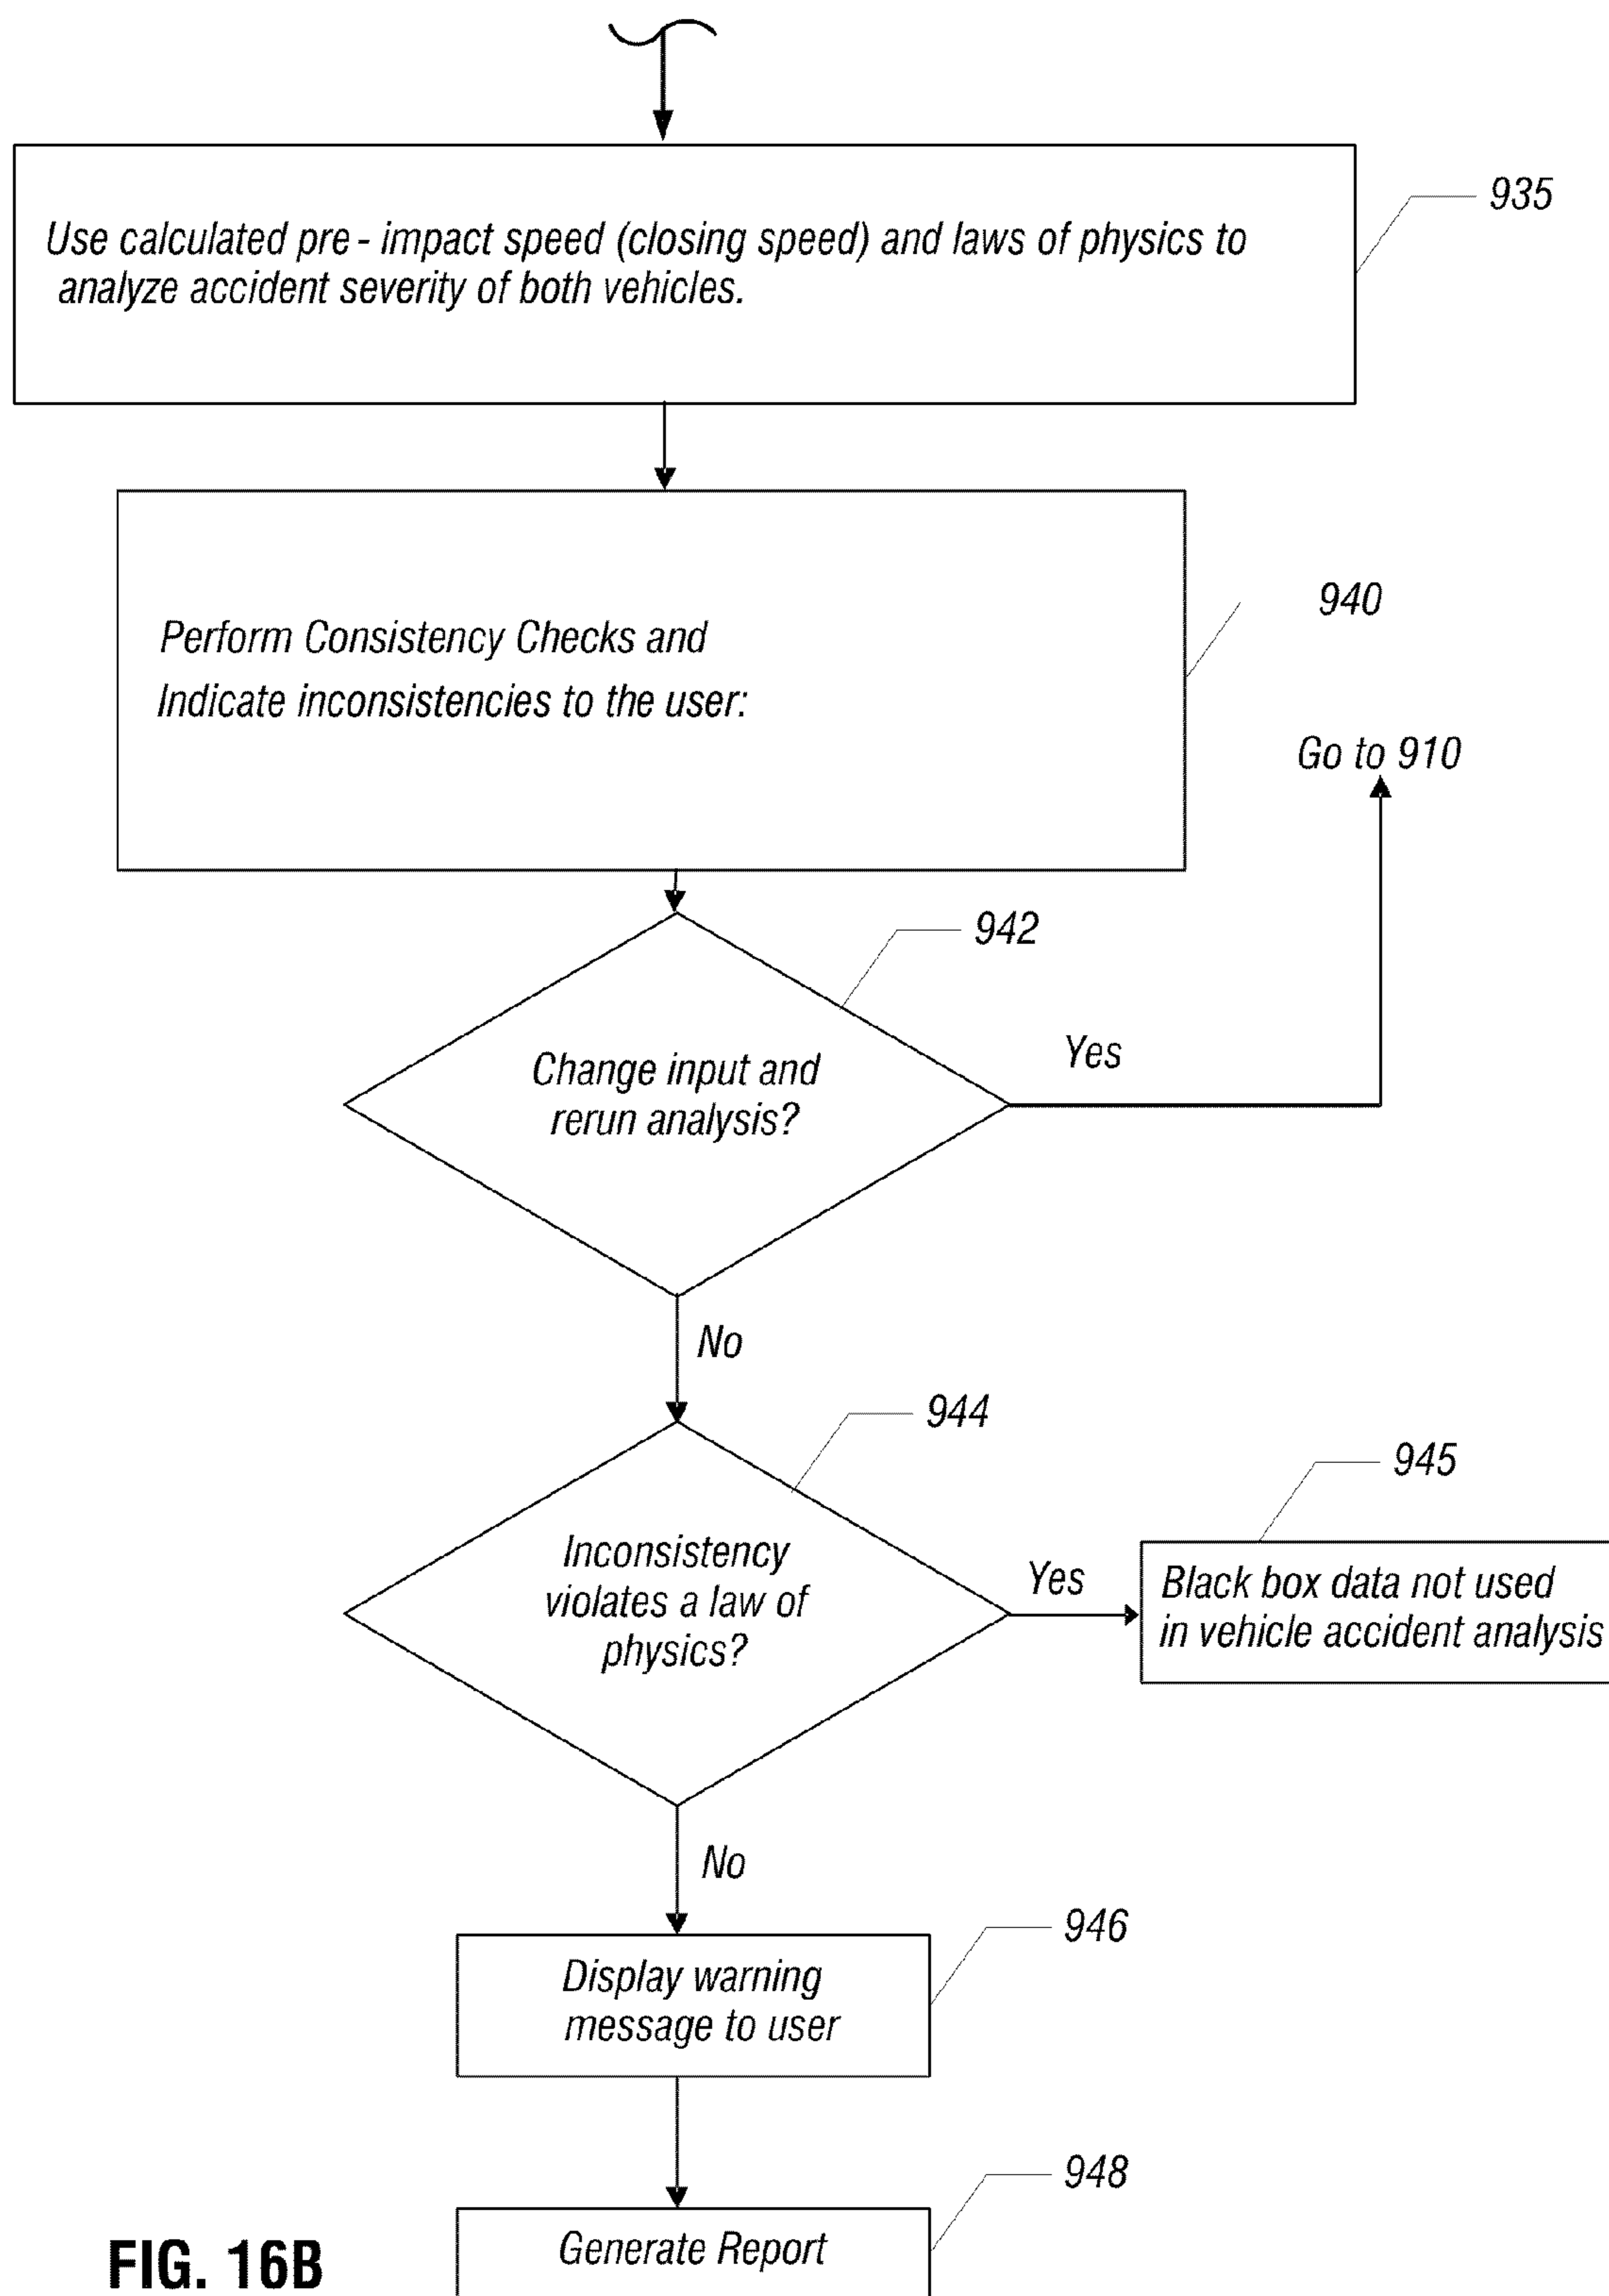 935
Use calculated pre - impact speed (closing speed) and laws of physics to
analyze accident severity of both vehicles.
940
Perform Consistency Checks and
Indicate inconsistencies to the user:
Go to 910
942
Change input and
rerun analysis?
Yes
No
944
Inconsistency
violates a law of
physics?
Yes
945
Black box data not used
in vehicle accident analysis
No
946
Display warning
message to user
948
Generate Report
FIG. 16B